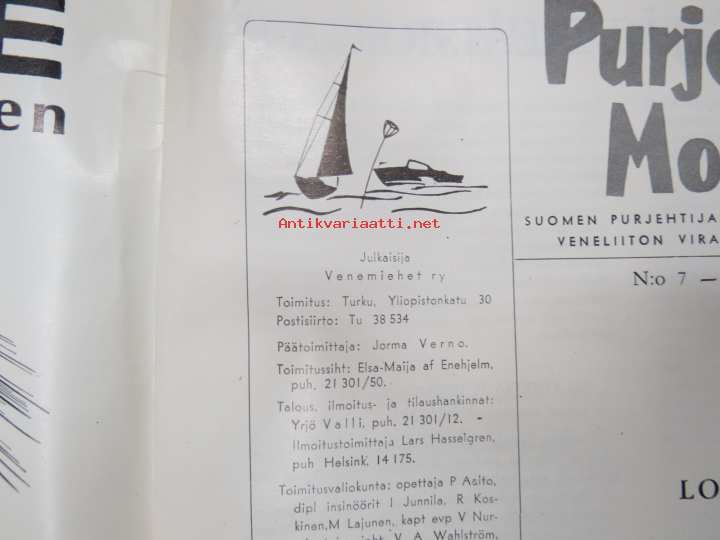 E
en
Purje
Mo
SUOMEN PURJEHTIJA
VENELIITON VIRA
N:o 7 —
Antikvariaatti.net
Julkaisija
Venemiehet ry
Toimitus: Turku, Yliopistonkatu 30
Postisiirto: Tu 38 534
Päätoimittaja: Jorma Verno.
Toimitussiht: Elsa-Maija af Enehjelm,
puh. 21 301/50.
Talous, ilmoitus- ja tilaushankinnat:
Yrjö Valli, puh. 21 301/12. -
Ilmoitustoimittaja Lars Hasselgren,
puh Helsink. 14 175.
Toimitusvaliokunta: opettaja P Asito,
dipl insinöörit I Junnila, R Kos-
kinen, M Lajunen, kapt evp V Nur-
V. A Wahlström,
LO